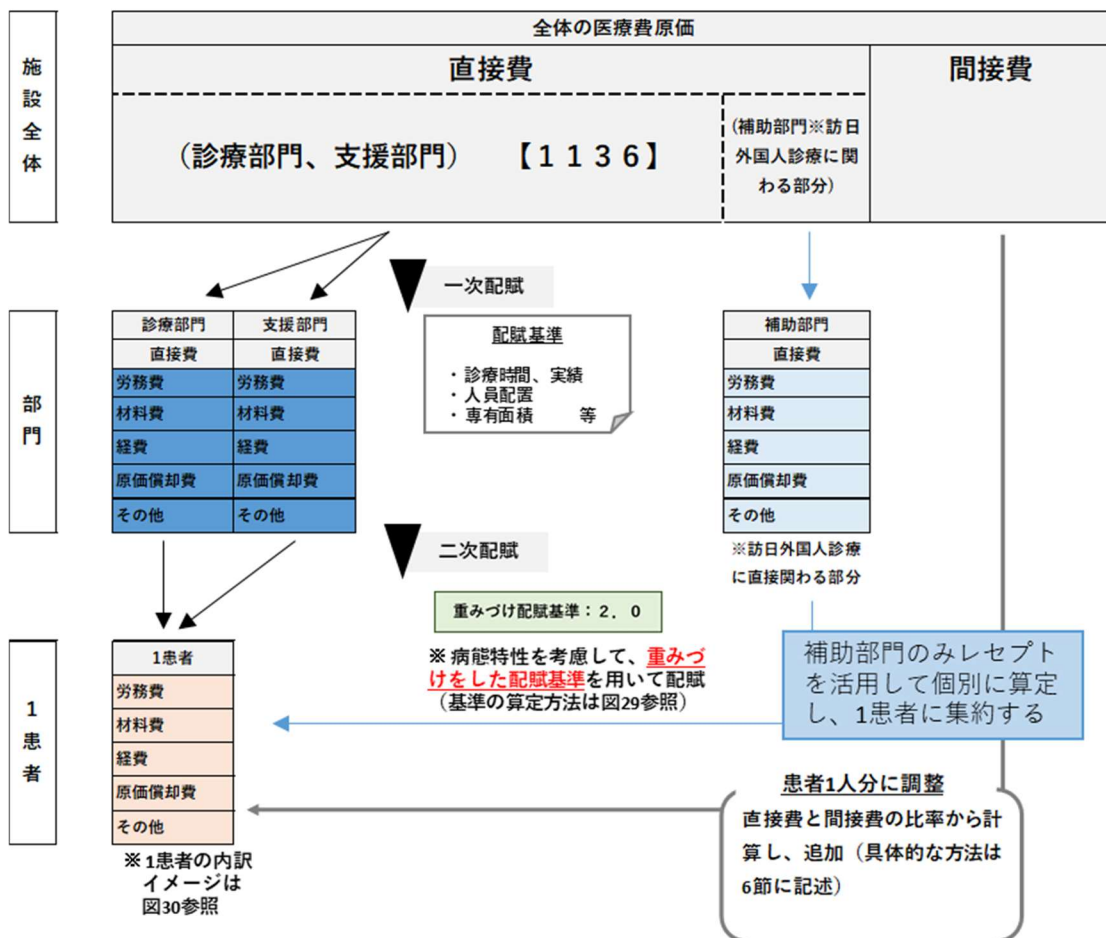 全体の医療費原価
施設全体
直接費
間接費
（診療部門、支援部門） 【１１３６】
(補助部門※訪日
外国人診療に関
わる部分)
一次配賦
配賦基準
・診療時間、実績
・人員配置
・専有面積 等
部門
診療部門 支援部門
直接費 直接費
労務費 労務費
材料費 材料費
経費 経費
原価償却費 原価償却費
その他 その他
補助部門
直接費
労務費
材料費
経費
原価償却費
その他
※訪日外国人診療
に直接関わる部分
二次配賦
重みづけ配賦基準：２．０
※ 病態特性を考慮して、重みづ
けをした配賦基準を用いて配賦
（基準の算定方法は図29参照）
補助部門のみレセプト
を活用して個別に算定
し、1患者に集約する
1患者
1患者
労務費
材料費
経費
原価償却費
その他
※ 1患者の内訳
イメージは
図30参照
患者1人分に調整
直接費と間接費の比率から計
算し、追加（具体的な方法は
6節に記述）